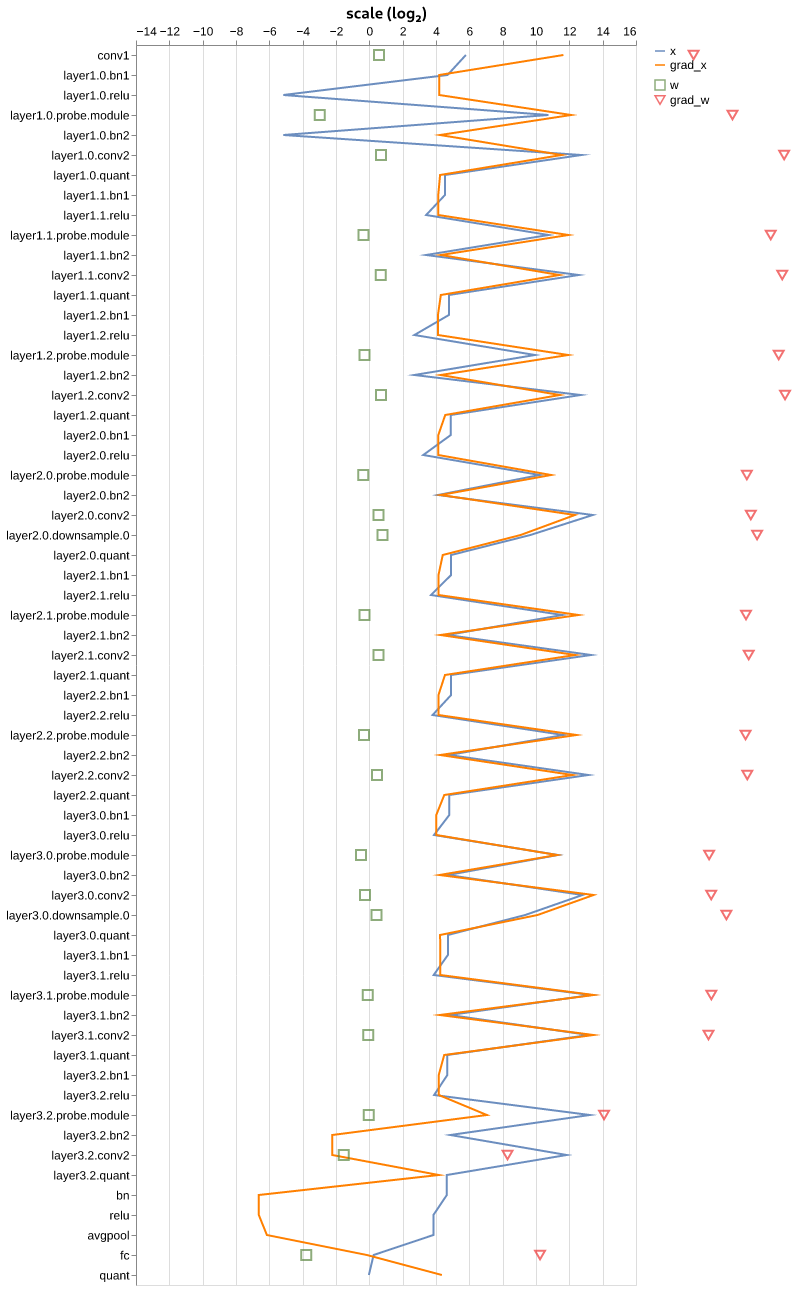 scale (log₂)
−14 −12 −10 −8 −6 −4 −2 0 2 4 6 8 10 12 14 16
conv1
layer1.0.bn1
layer1.0.relu
layer1.0.probe.module
layer1.0.bn2
layer1.0.conv2
layer1.0.quant
layer1.1.bn1
layer1.1.relu
layer1.1.probe.module
layer1.1.bn2
layer1.1.conv2
layer1.1.quant
layer1.2.bn1
layer1.2.relu
layer1.2.probe.module
layer1.2.bn2
layer1.2.conv2
layer1.2.quant
layer2.0.bn1
layer2.0.relu
layer2.0.probe.module
layer2.0.bn2
layer2.0.conv2
layer2.0.downsample.0
layer2.0.quant
layer2.1.bn1
layer2.1.relu
layer2.1.probe.module
layer2.1.bn2
layer2.1.conv2
layer2.1.quant
layer2.2.bn1
layer2.2.relu
layer2.2.probe.module
layer2.2.bn2
layer2.2.conv2
layer2.2.quant
layer3.0.bn1
layer3.0.relu
layer3.0.probe.module
layer3.0.bn2
layer3.0.conv2
layer3.0.downsample.0
layer3.0.quant
layer3.1.bn1
layer3.1.relu
layer3.1.probe.module
layer3.1.bn2
layer3.1.conv2
layer3.1.quant
layer3.2.bn1
layer3.2.relu
layer3.2.probe.module
layer3.2.bn2
layer3.2.conv2
layer3.2.quant
bn
relu
avgpool
fc
quant
x
grad_x
w
grad_w